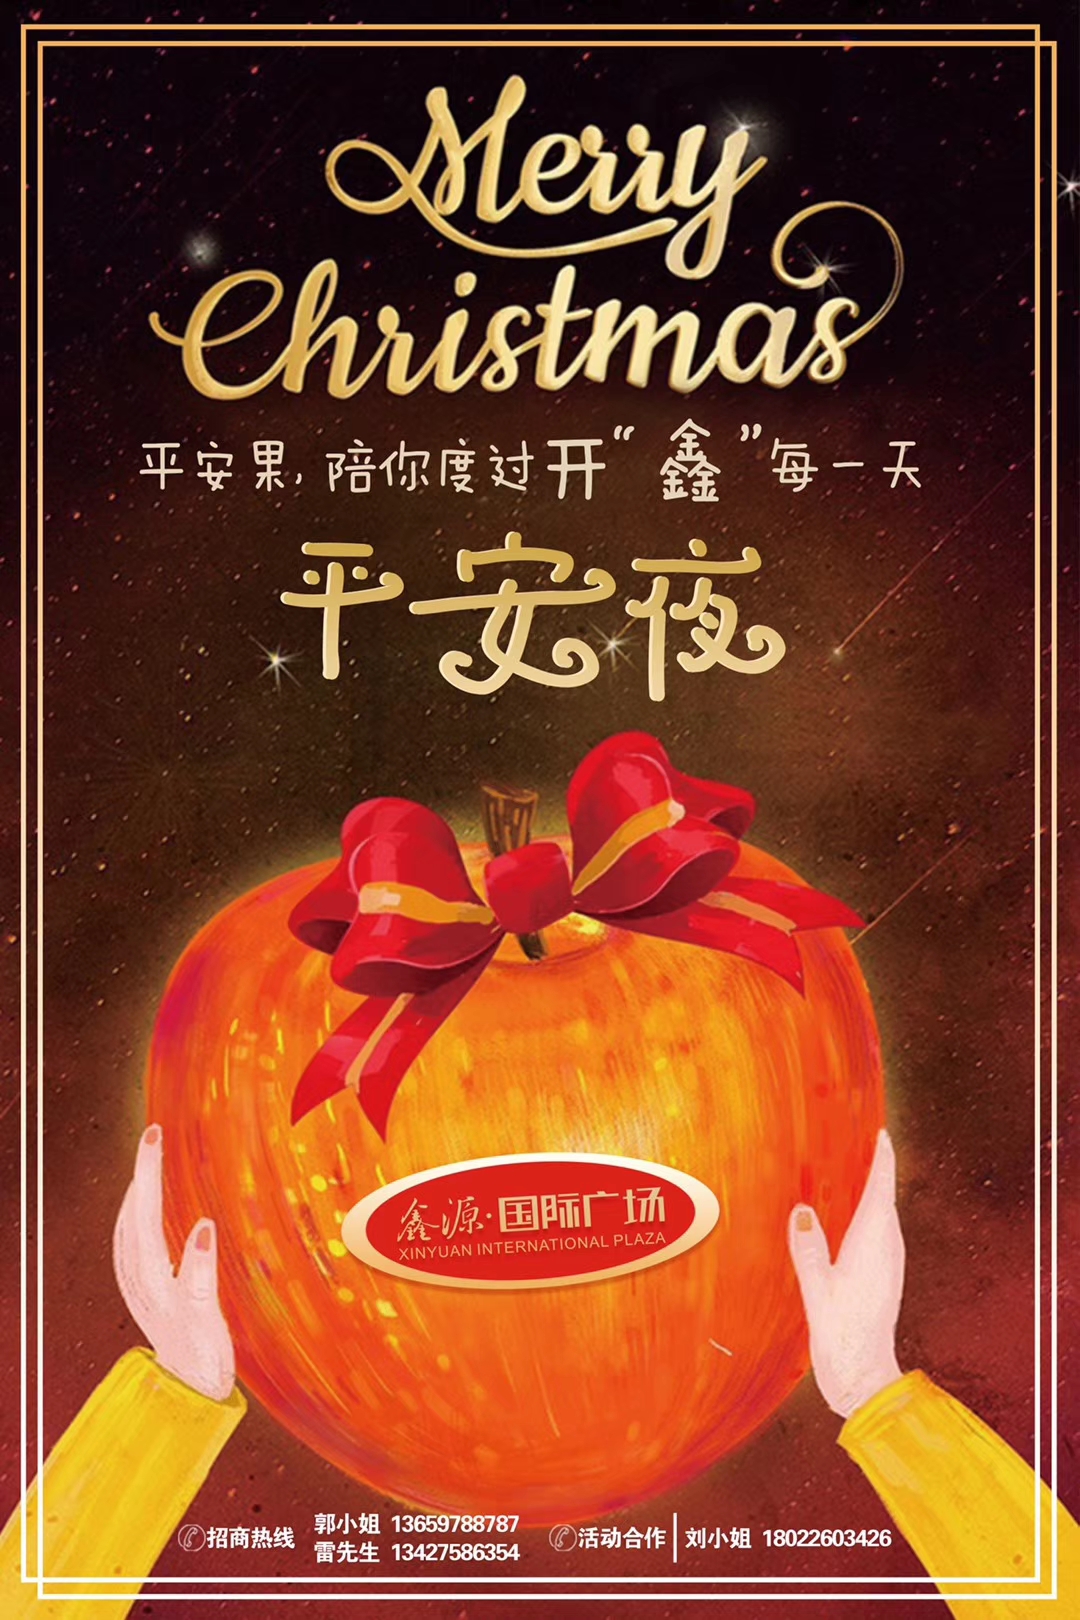 Merry
Christmas
平安果,陪你度过开“鑫”每一天
平安夜
鑫源·国际广场
XINYUAN INTERNATIONAL PLAZA
招商热线 郭小姐 13659788787
雷先生 13427586354
活动合作 刘小姐 18022603426